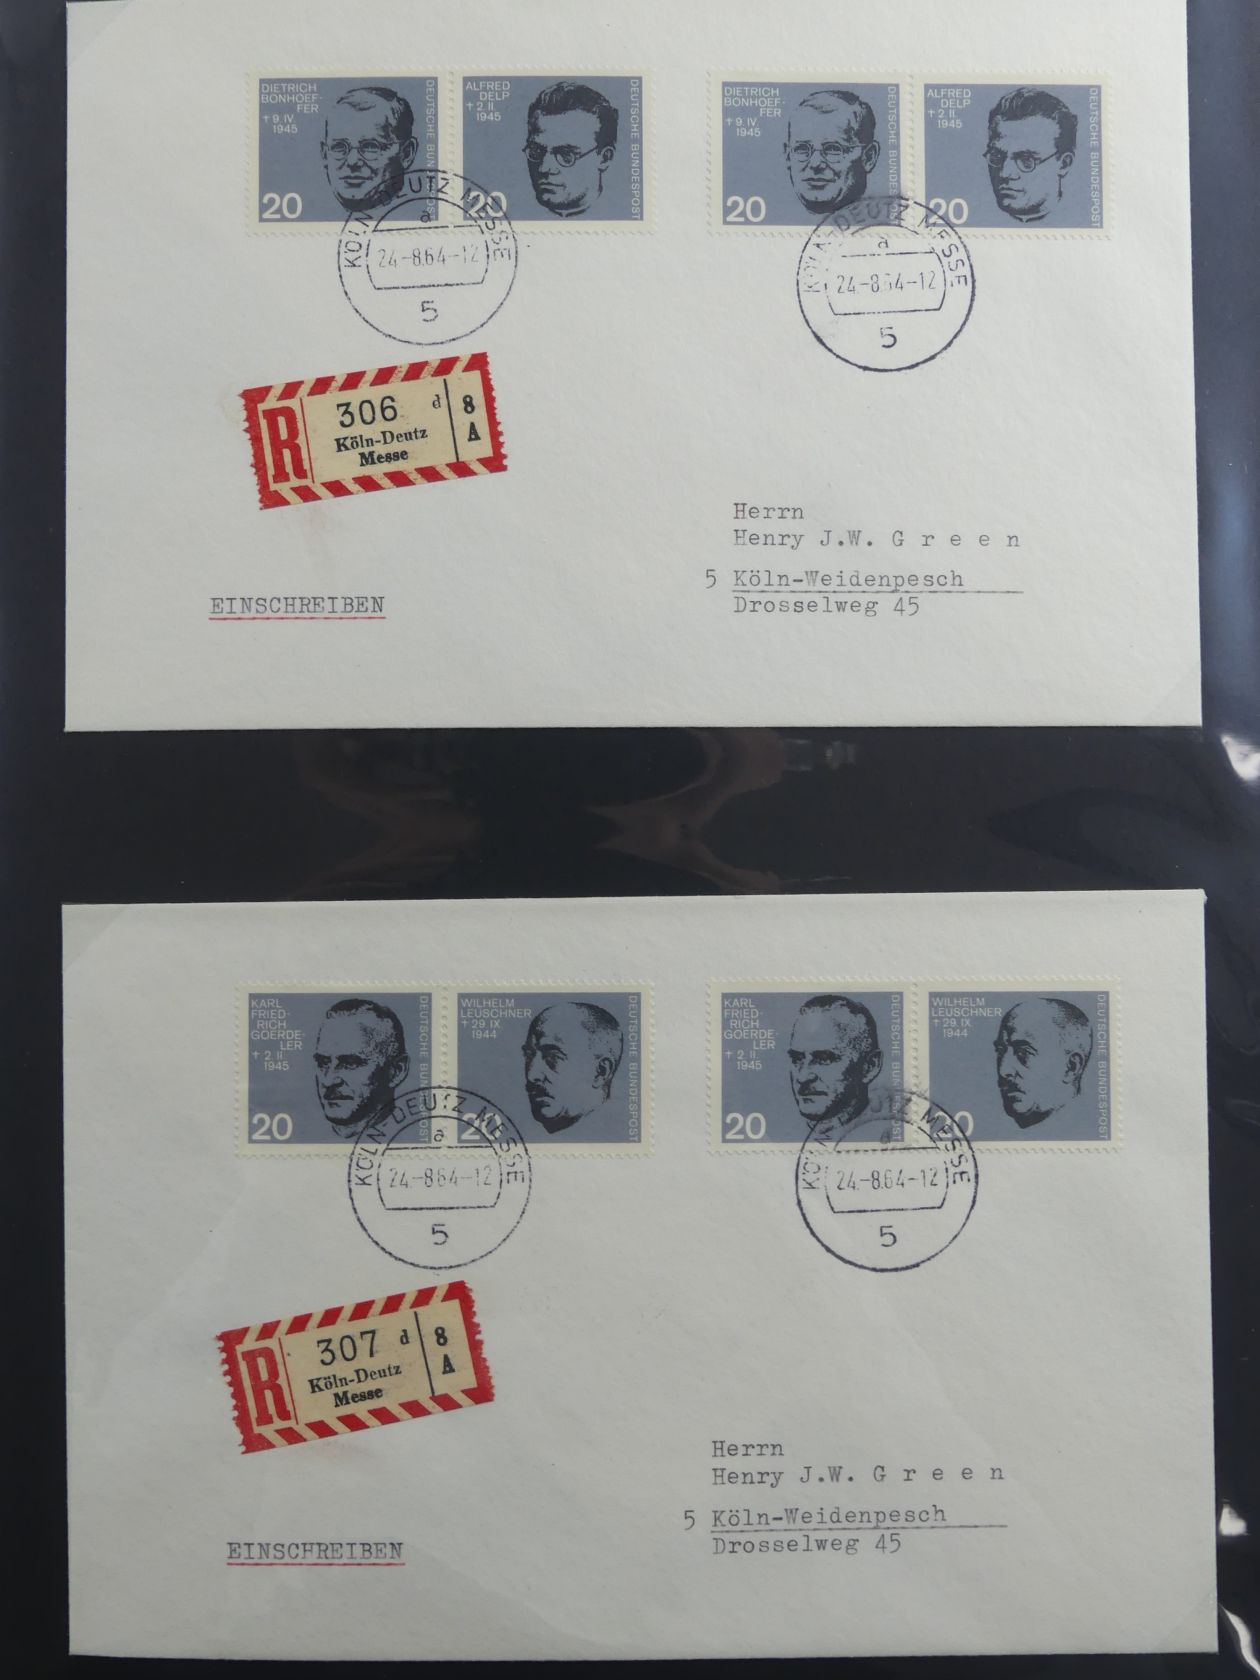 DIETRICH
BONHOEF-
FER
† 9. IV
1945
DEUTSCHE BUNDESPOST
20
ALFRED
DELP
† 2. II
1945
DEUTSCHE BUNDESPOST
20
DIETRICH
BONHOEF-
FER
† 9. IV
1945
DEUTSCHE BUNDESPOST
20
ALFRED
DELP
† 2. II
1945
DEUTSCHE BUNDESPOST
20
KÖLN-DEUTZ MESSE
a
24.-8.64-12
5
KÖLN-DEUTZ MESSE
a
24.-8.64-12
5
R
306 d
Köln-Deutz
Messe
8
A
Herrn
Henry J.W. G r e e n
5 Köln-Weidenpesch
Drosselweg 45
EINSCHREIBEN
KARL
FRIED-
RICH
GOERDE-
LER
† 2. II
1945
DEUTSCHE BUNDESPOST
20
WILHELM
LEUSCHNER
† 29. IX
1944
DEUTSCHE BUNDESPOST
20
KARL
FRIED-
RICH
GOERDE-
LER
† 2. II
1945
DEUTSCHE BUNDESPOST
20
WILHELM
LEUSCHNER
† 29. IX
1944
DEUTSCHE BUNDESPOST
20
KÖLN-DEUTZ MESSE
a
24.-8.64-12
5
KÖLN-DEUTZ MESSE
a
24.-8.64-12
5
R
307 d
Köln-Deutz
Messe
8
A
Herrn
Henry J.W. G r e e n
5 Köln-Weidenpesch
Drosselweg 45
EINSCHREIBEN